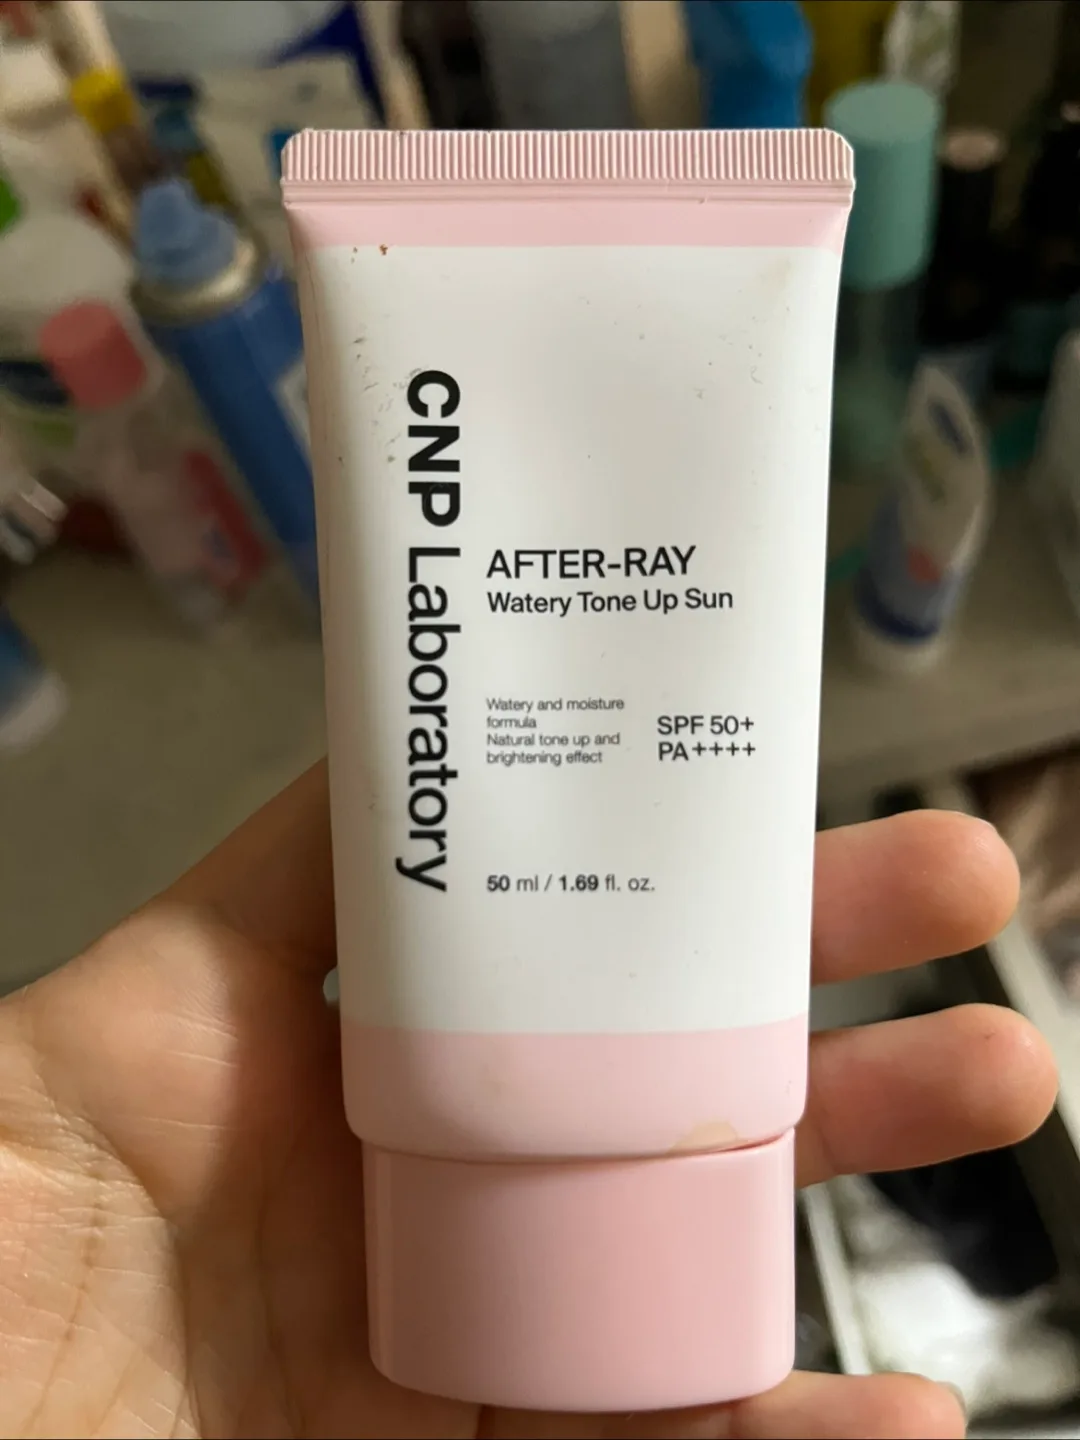 CNP Laboratory
AFTER-RAY
Watery Tone Up Sun
Watery and moisture
formula
Natural tone up and
brightening effect
SPF 50+
PA++++
50 ml / 1.69 fl. oz.